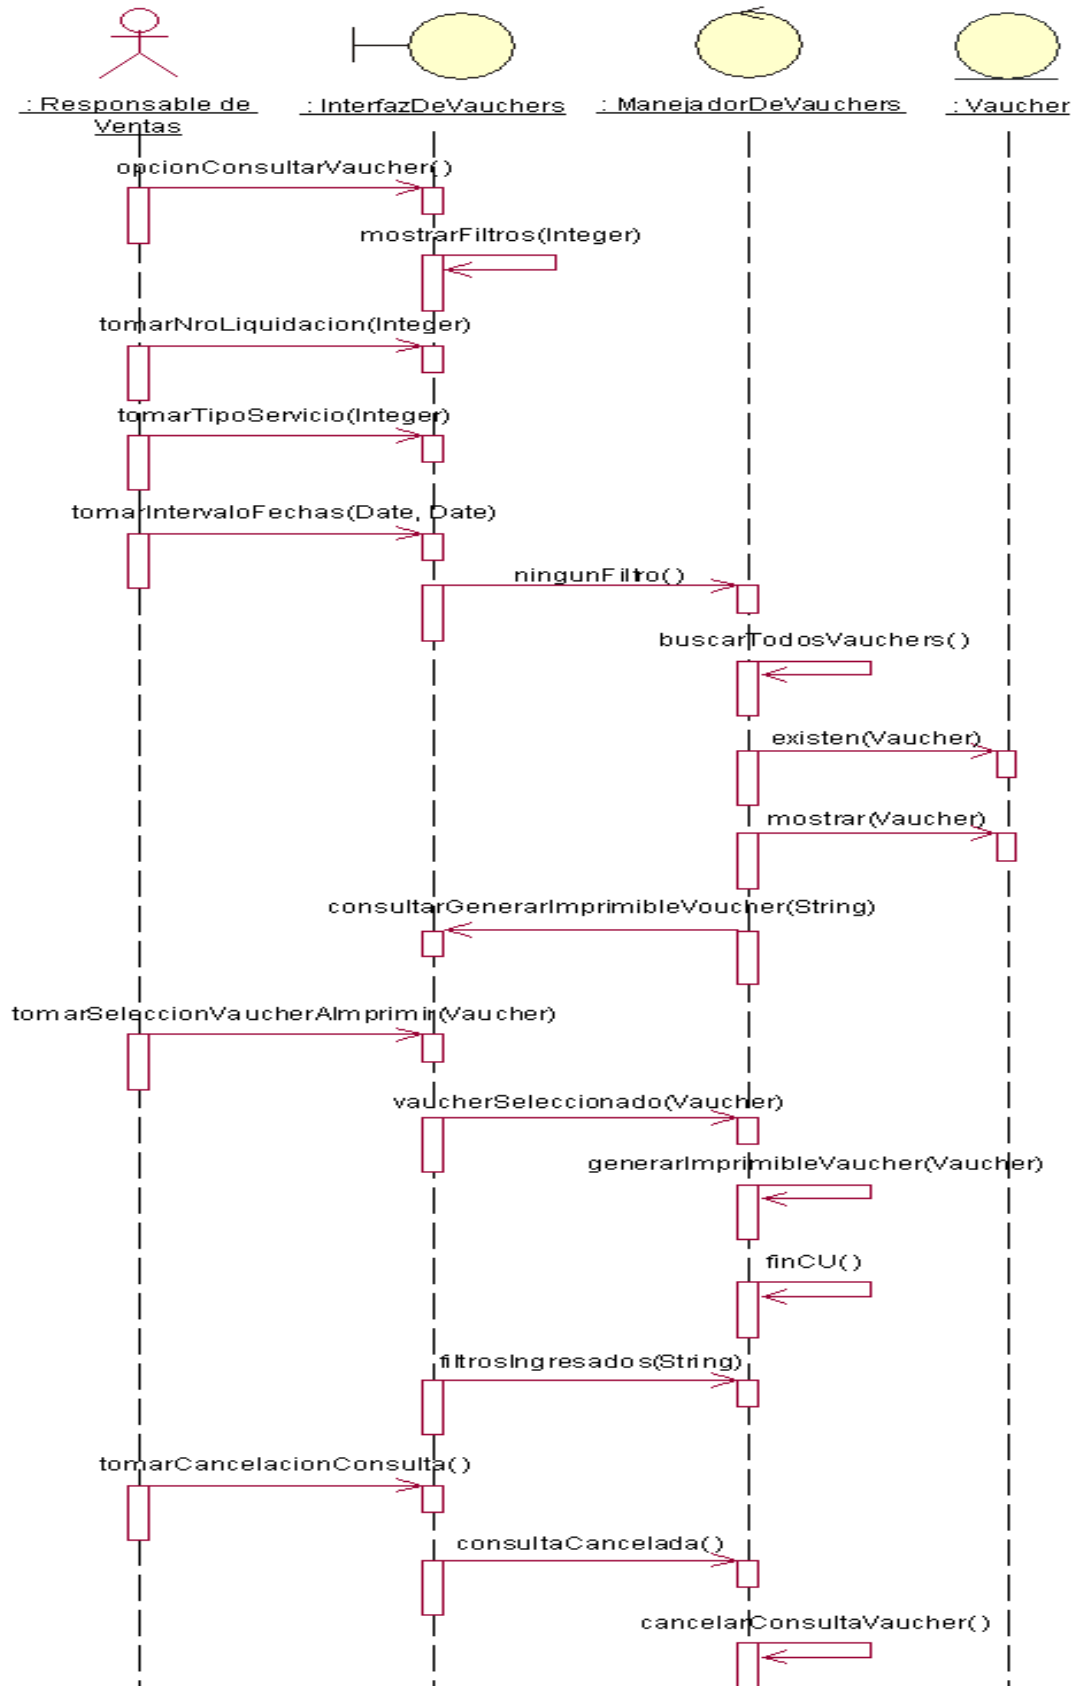 : Responsable de
Ventas
: InterfazDeVauchers
: ManejadorDeVauchers
: Vaucher
opcionConsultarVaucher()
mostrarFiltros(Integer)
tomarNroLiquidacion(Integer)
tomarTipoServicio(Integer)
tomarIntervaloFechas(Date, Date)
ningunFiltro()
buscarTodosVauchers()
existen(Vaucher)
mostrar(Vaucher)
consultarGenerarImprimibleVoucher(String)
tomarSeleccionVaucherAImprimir(Vaucher)
vaucherSeleccionado(Vaucher)
generarImprimibleVaucher(Vaucher)
finCU()
filtrosIngresados(String)
tomarCancelacionConsulta()
consultaCancelada()
cancelarConsultaVaucher()